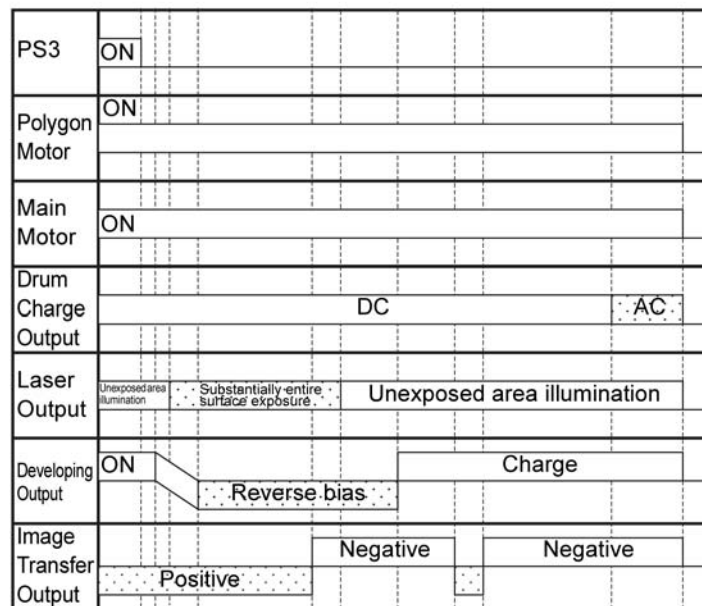 PS3
ON
Polygon
Motor
ON
Main
Motor
ON
Drum
Charge
Output
DC
AC
Laser
Output
Unexposed area
illumination
Substantially entire
surface exposure
Unexposed area illumination
Developing
Output
ON
Reverse bias
Charge
Image
Transfer
Output
Positive
Negative
Negative